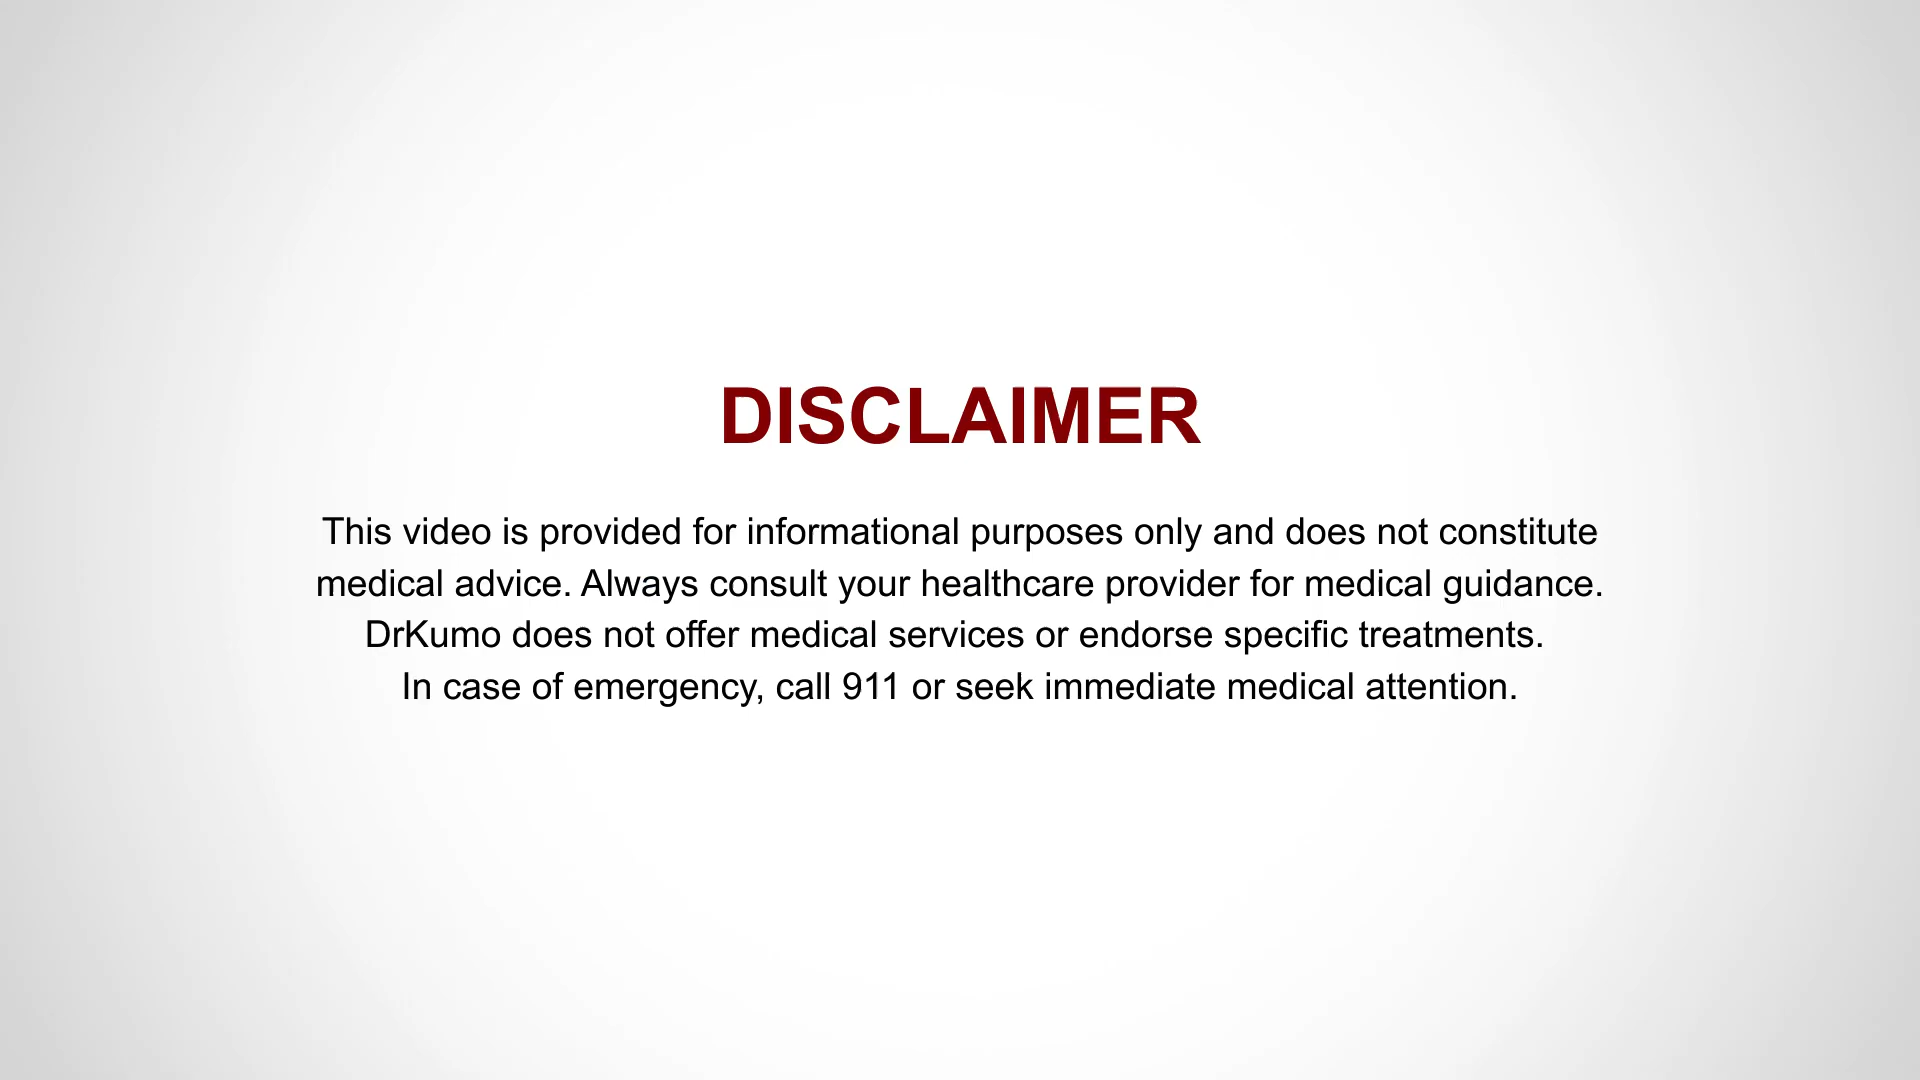 DISCLAIMER
This video is provided for informational purposes only and does not constitute
medical advice. Always consult your healthcare provider for medical guidance.
DrKumo does not offer medical services or endorse specific treatments.
In case of emergency, call 911 or seek immediate medical attention.